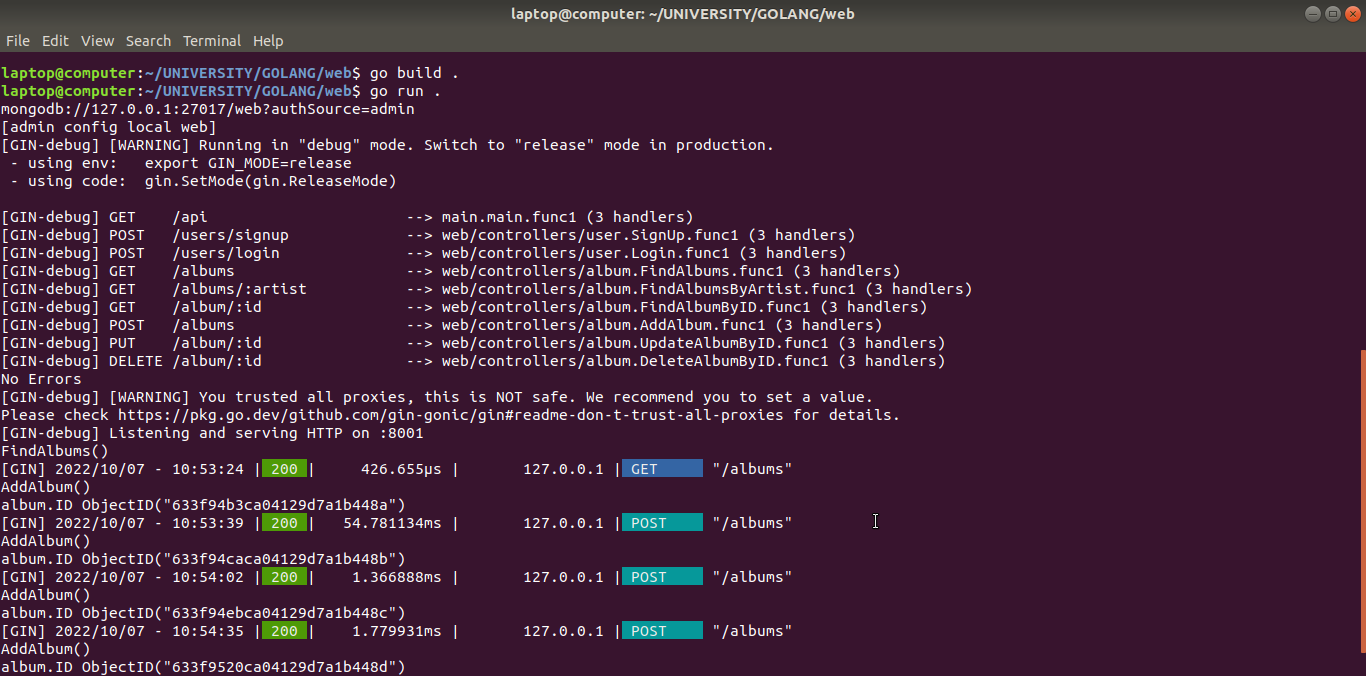 laptop@computer: ~/UNIVERSITY/GOLANG/web
File Edit View Search Terminal Help
laptop@computer:~/UNIVERSITY/GOLANG/web$ go build .
laptop@computer:~/UNIVERSITY/GOLANG/web$ go run .
mongodb://127.0.0.1:27017/web?authSource=admin
[admin config local web]
[GIN-debug] [WARNING] Running in "debug" mode. Switch to "release" mode in production.
 - using env:   export GIN_MODE=release
 - using code:  gin.SetMode(gin.ReleaseMode)
[GIN-debug] GET    /api                      --> main.main.func1 (3 handlers)
[GIN-debug] POST   /users/signup             --> web/controllers/user.SignUp.func1 (3 handlers)
[GIN-debug] POST   /users/login              --> web/controllers/user.Login.func1 (3 handlers)
[GIN-debug] GET    /albums                   --> web/controllers/album.FindAlbums.func1 (3 handlers)
[GIN-debug] GET    /albums/:artist           --> web/controllers/album.FindAlbumsByArtist.func1 (3 handlers)
[GIN-debug] GET    /album/:id                --> web/controllers/album.FindAlbumByID.func1 (3 handlers)
[GIN-debug] POST   /albums                   --> web/controllers/album.AddAlbum.func1 (3 handlers)
[GIN-debug] PUT    /album/:id                --> web/controllers/album.UpdateAlbumByID.func1 (3 handlers)
[GIN-debug] DELETE /album/:id                --> web/controllers/album.DeleteAlbumByID.func1 (3 handlers)
No Errors
[GIN-debug] [WARNING] You trusted all proxies, this is NOT safe. We recommend you to set a value.
Please check https://pkg.go.dev/github.com/gin-gonic/gin#readme-don-t-trust-all-proxies for details.
[GIN-debug] Listening and serving HTTP on :8001
FindAlbums()
[GIN] 2022/10/07 - 10:53:24 | 200 |     426.655µs |       127.0.0.1 | GET      "/albums"
AddAlbum()
album.ID ObjectID("633f94b3ca04129d7a1b448a")
[GIN] 2022/10/07 - 10:53:39 | 200 |   54.781134ms |       127.0.0.1 | POST     "/albums"
AddAlbum()
album.ID ObjectID("633f94caca04129d7a1b448b")
[GIN] 2022/10/07 - 10:54:02 | 200 |    1.366888ms |       127.0.0.1 | POST     "/albums"
AddAlbum()
album.ID ObjectID("633f94ebca04129d7a1b448c")
[GIN] 2022/10/07 - 10:54:35 | 200 |    1.779931ms |       127.0.0.1 | POST     "/albums"
AddAlbum()
album.ID ObjectID("633f9520ca04129d7a1b448d")